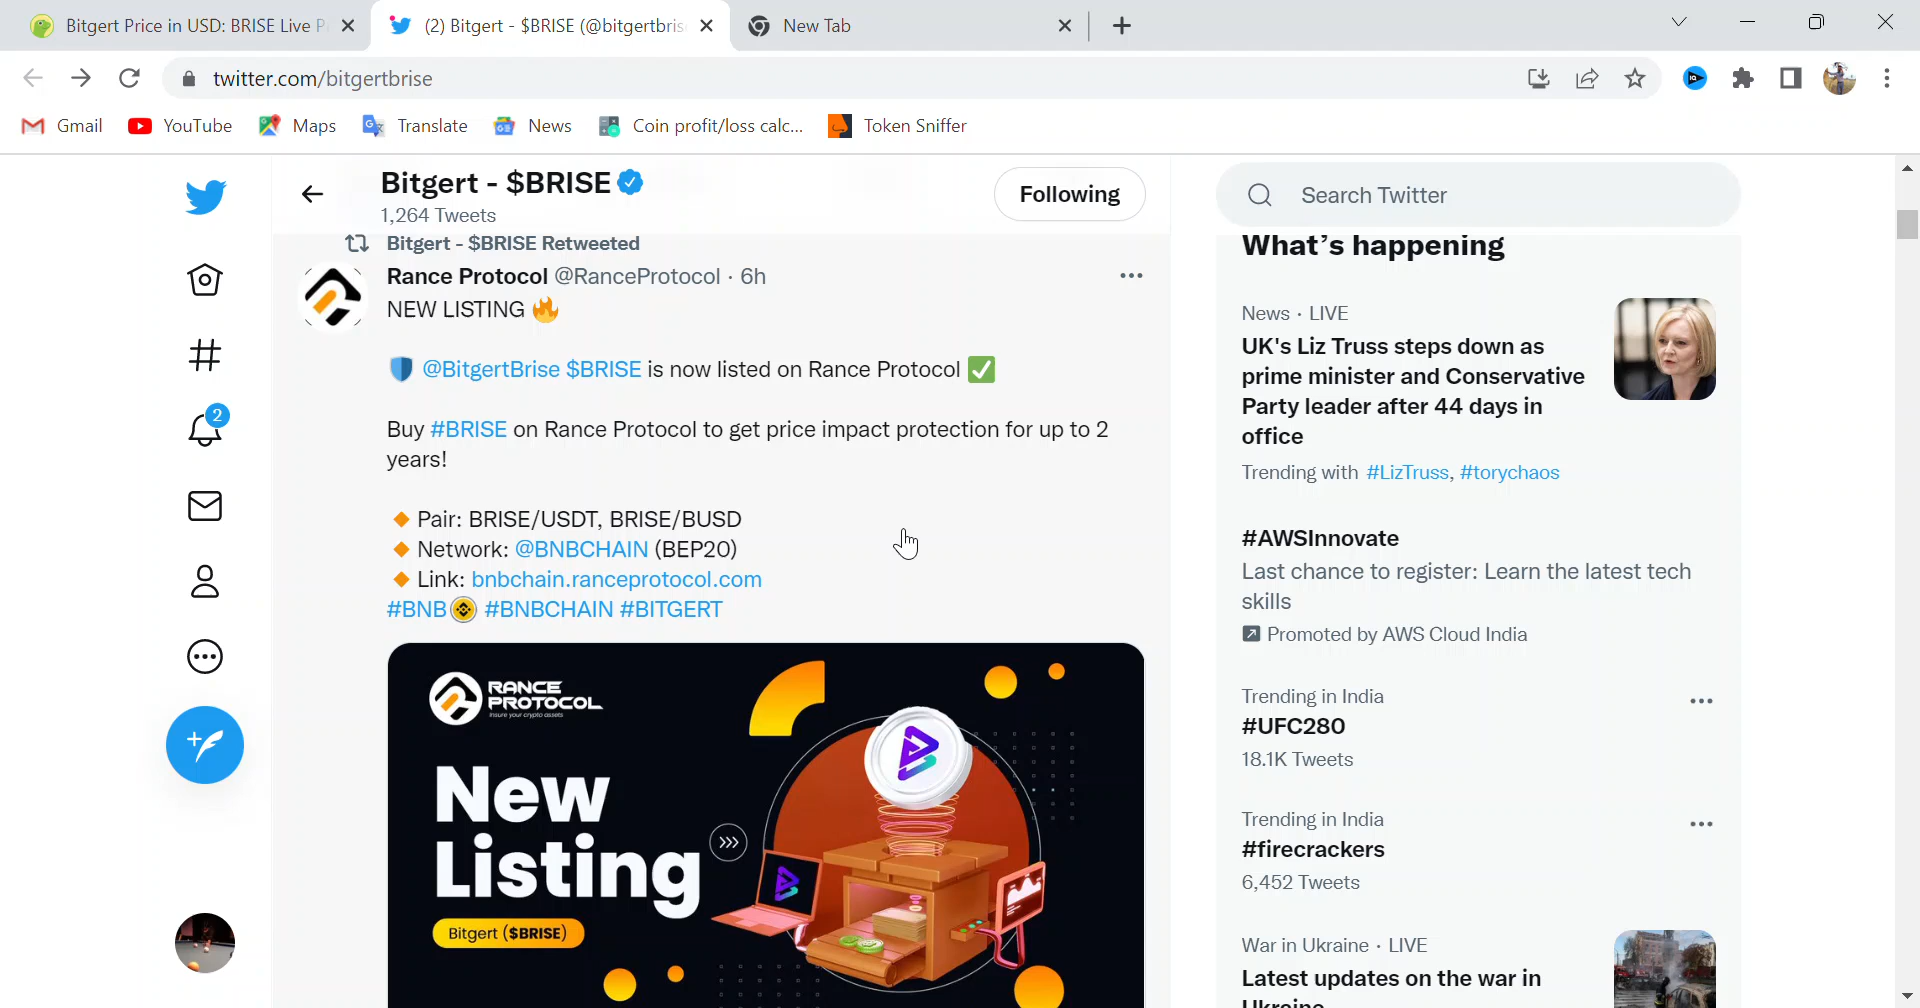 Bitgert Price in USD: BRISE Live P
(2) Bitgert - $BRISE (@bitgertbris
New Tab
twitter.com/bitgertbrise
Gmail
YouTube
Maps
Translate
News
Coin profit/loss calc...
Token Sniffer
Bitgert - $BRISE
1,264 Tweets
Following
Search Twitter
Bitgert - $BRISE Retweeted
Rance Protocol @RanceProtocol · 6h
NEW LISTING 🔥
🛡️ @BitgertBrise $BRISE is now listed on Rance Protocol ✅
Buy #BRISE on Rance Protocol to get price impact protection for up to 2
years!
🔸 Pair: BRISE/USDT, BRISE/BUSD
🔸 Network: @BNBCHAIN (BEP20)
🔸 Link: bnbchain.ranceprotocol.com
#BNB #BNBCHAIN #BITGERT
RANCE
PROTOCOL
Insure your crypto assets
New
Listing
Bitgert ($BRISE)
2
What's happening
News · LIVE
UK's Liz Truss steps down as
prime minister and Conservative
Party leader after 44 days in
office
Trending with #LizTruss, #torychaos
#AWSInnovate
Last chance to register: Learn the latest tech
skills
Promoted by AWS Cloud India
Trending in India
#UFC280
18.1K Tweets
Trending in India
#firecrackers
6,452 Tweets
War in Ukraine · LIVE
Latest updates on the war in
Ukraine